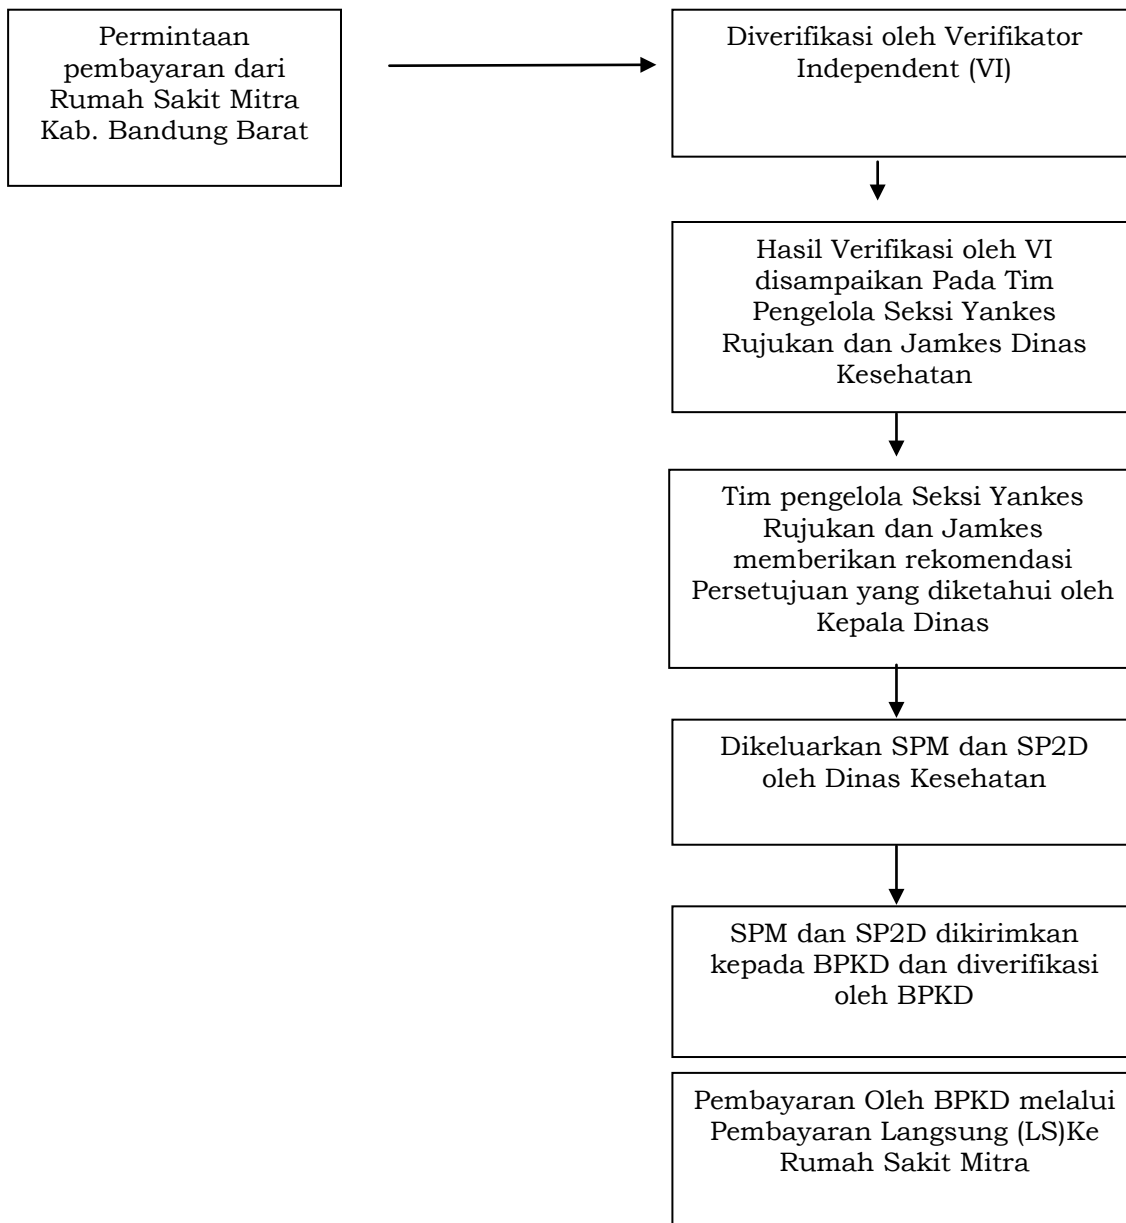 Permintaan
pembayaran dari
Rumah Sakit Mitra
Kab. Bandung Barat
Diverifikasi oleh Verifikator
Independent (VI)
Hasil Verifikasi oleh VI
disampaikan Pada Tim
Pengelola Seksi Yankes
Rujukan dan Jamkes Dinas
Kesehatan
Tim pengelola Seksi Yankes
Rujukan dan Jamkes
memberikan rekomendasi
Persetujuan yang diketahui oleh
Kepala Dinas
Dikeluarkan SPM dan SP2D
oleh Dinas Kesehatan
SPM dan SP2D dikirimkan
kepada BPKD dan diverifikasi
oleh BPKD
Pembayaran Oleh BPKD melalui
Pembayaran Langsung (LS)Ke
Rumah Sakit Mitra